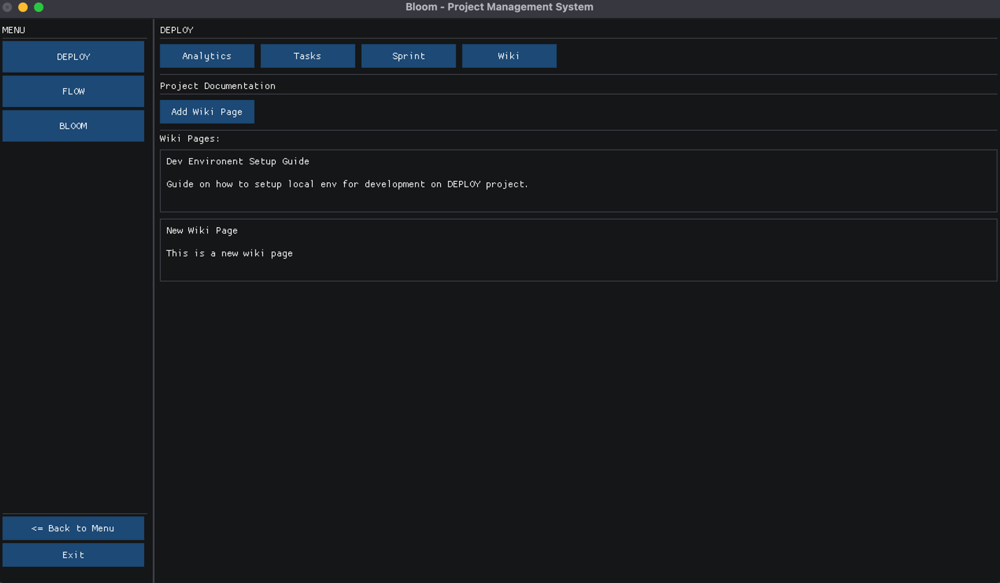 Bloom - Project Management System
MENU
DEPLOY
FLOW
BLOOM
<= Back to Menu
Exit
DEPLOY
Analytics
Tasks
Sprint
Wiki
Project Documentation
Add Wiki Page
Wiki Pages:
Dev Environent Setup Guide
Guide on how to setup local env for development on DEPLOY project.
New Wiki Page
This is a new wiki page